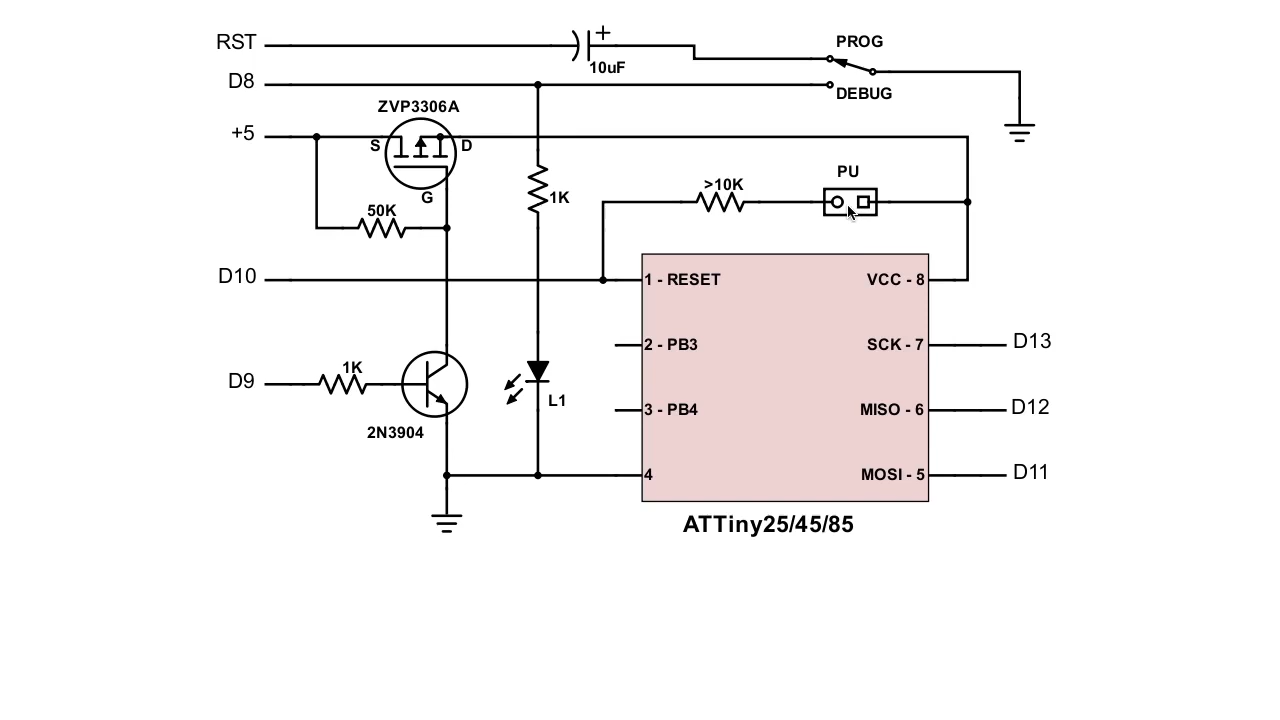 RST
+
10uF
PROG
D8
DEBUG
ZVP3306A
+5
S
D
G
PU
>10K
1K
50K
D10
1 - RESET
VCC - 8
2 - PB3
SCK - 7
D13
D9
1K
L1
3 - PB4
MISO - 6
D12
2N3904
4
MOSI - 5
D11
ATTiny25/45/85